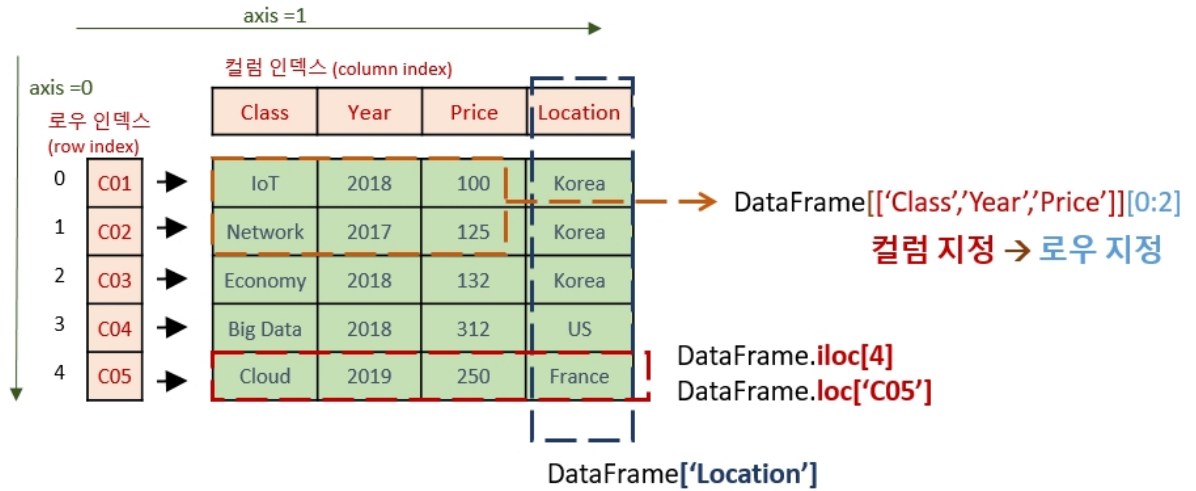 axis =1
컬럼 인덱스 (column index)
axis =0
Class Year Price Location
로우 인덱스
(row index)
0 C01 IoT 2018 100 Korea
DataFrame[[‘Class’,’Year’,’Price’]][0:2]
1 C02 Network 2017 125 Korea
컬럼 지정 → 로우 지정
2 C03 Economy 2018 132 Korea
3 C04 Big Data 2018 312 US
DataFrame.iloc[4]
4 C05 Cloud 2019 250 France
DataFrame.loc[‘C05’]
DataFrame[‘Location’]